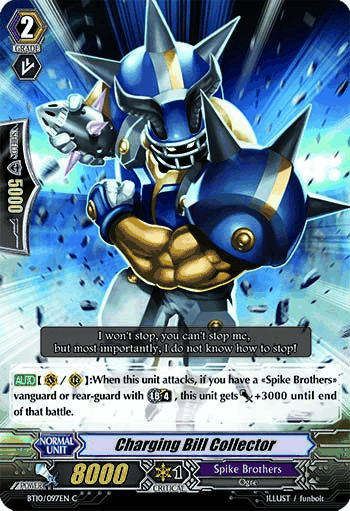 2
GRADE
SHIELD
5000
I won't stop, you can't stop me,
but most importantly, I do not know how to stop!
AUTO [ V / R ]:When this unit attacks, if you have a «Spike Brothers»
vanguard or rear-guard with LB4, this unit gets +3000 until end
of that battle.
NORMAL
UNIT
Charging Bill Collector
POWER
8000
1
CRITICAL
Spike Brothers
Ogre
BT10/097EN C
ILLUST / funbolt